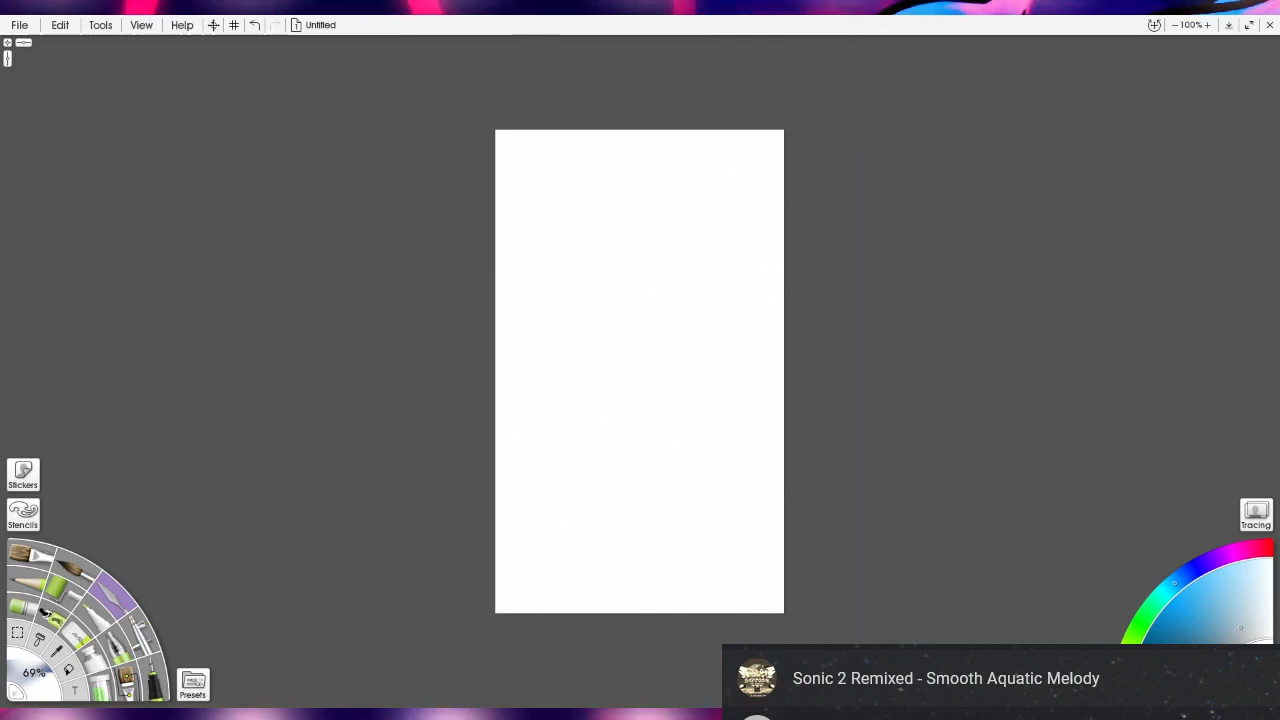 File Edit Tools View Help Untitled 100%
Stickers
Stencils
Tracing
69%
Presets
T
Sonic 2 Remixed - Smooth Aquatic Melody